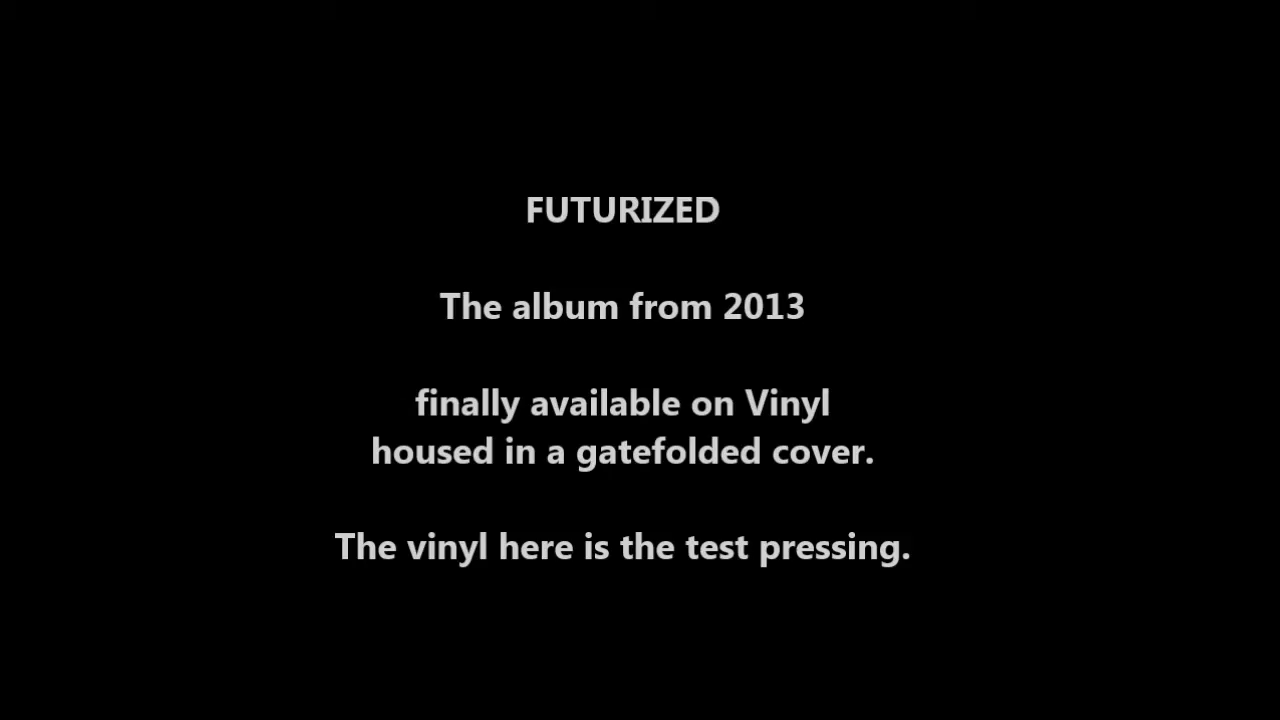 FUTURIZED
The album from 2013
finally available on Vinyl
housed in a gatefolded cover.
The vinyl here is the test pressing.